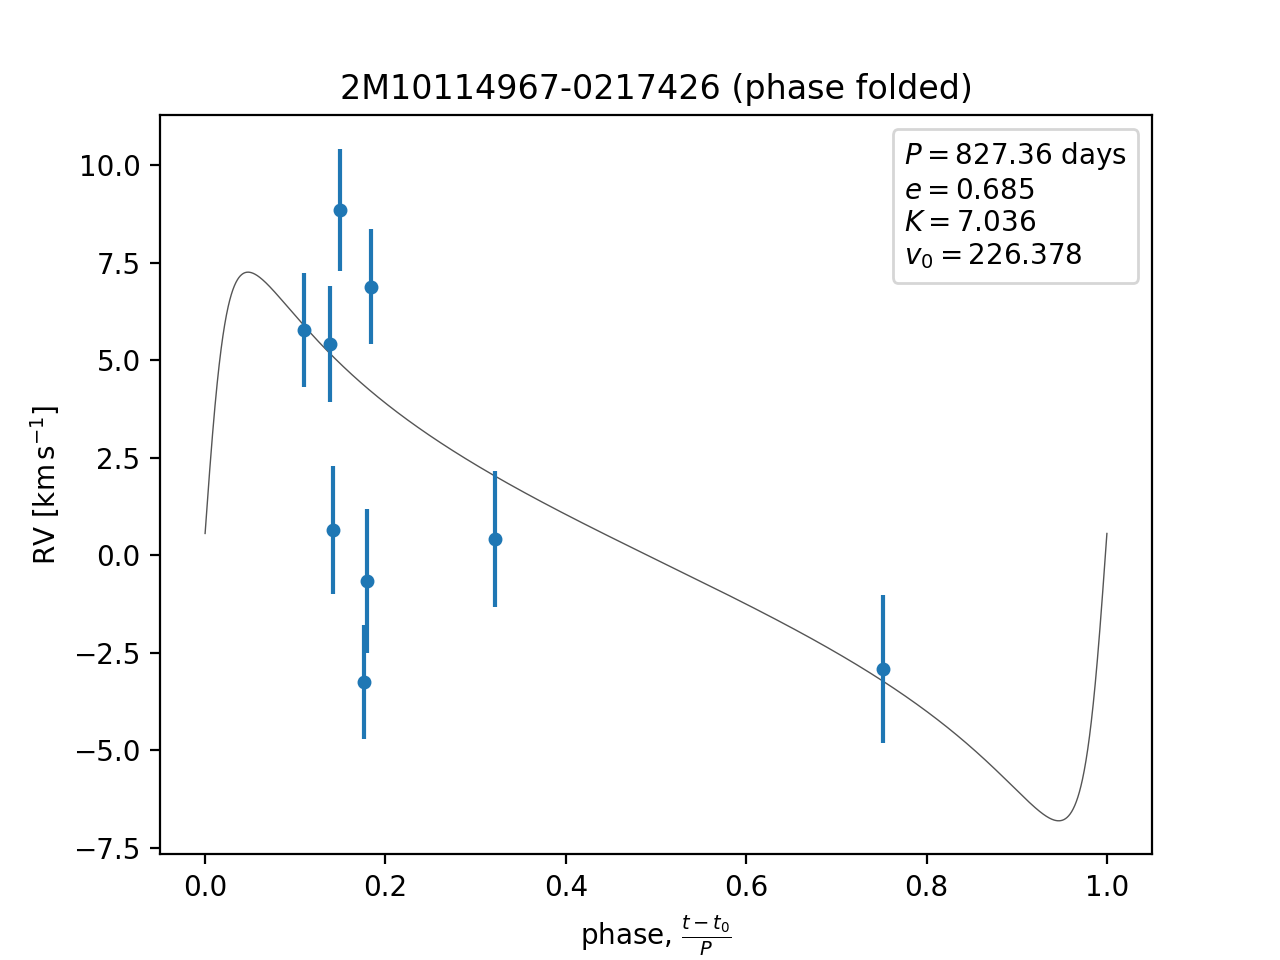 2M10114967-0217426 (phase folded)
P = 827.36 days
e = 0.685
K = 7.036
v₀ = 226.378
10.0
7.5
5.0
2.5
0.0
−2.5
−5.0
−7.5
RV [km s⁻¹]
0.0 0.2 0.4 0.6 0.8 1.0
phase, (t − t₀)/P